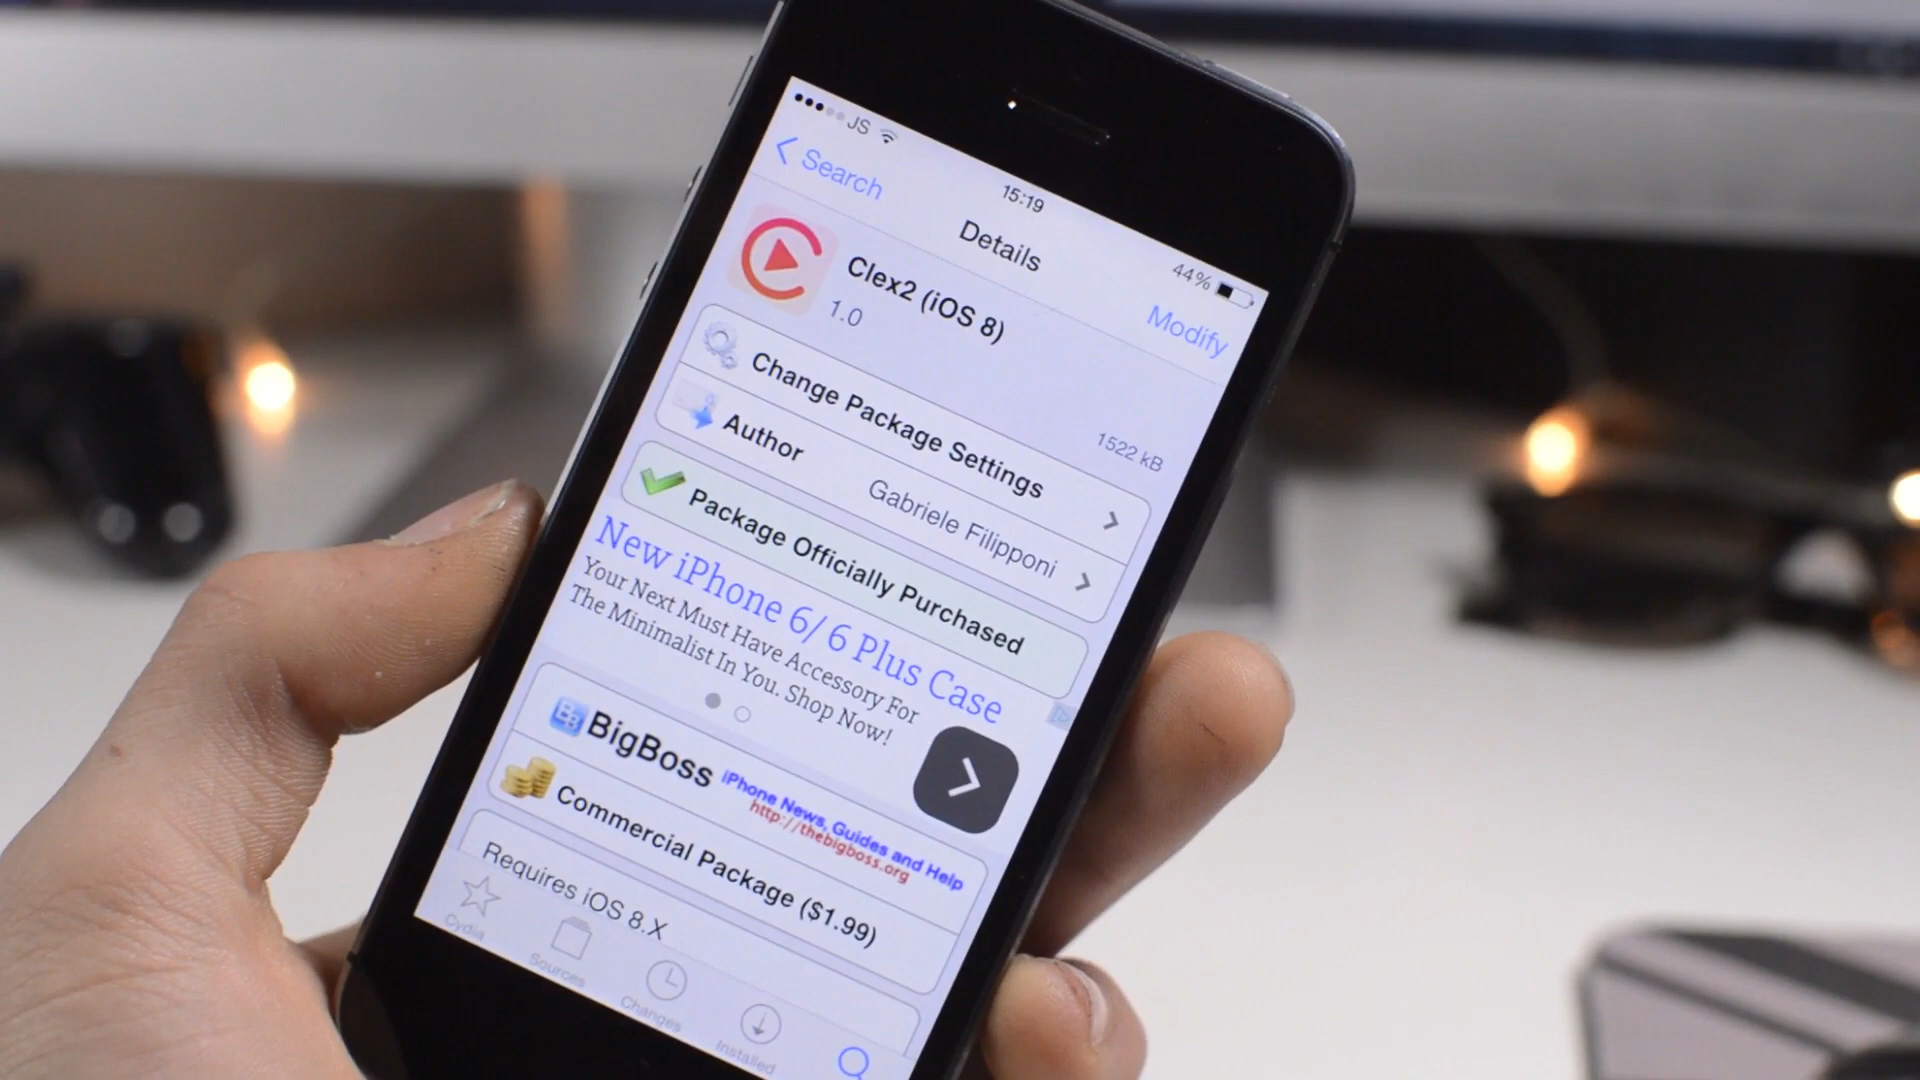 JS
15:19
44%
Search
Details
Modify
Clex2 (iOS 8)
1.0
1522 kB
Change Package Settings
Author
Gabriele Filipponi
Package Officially Purchased
New iPhone 6/ 6 Plus Case
Your Next Must Have Accessory For
The Minimalist In You. Shop Now!
BB
BigBoss
iPhone News, Guides and Help
http://thebigboss.org
Commercial Package ($1.99)
Requires iOS 8.X
Cydia
Sources
Changes
Installed